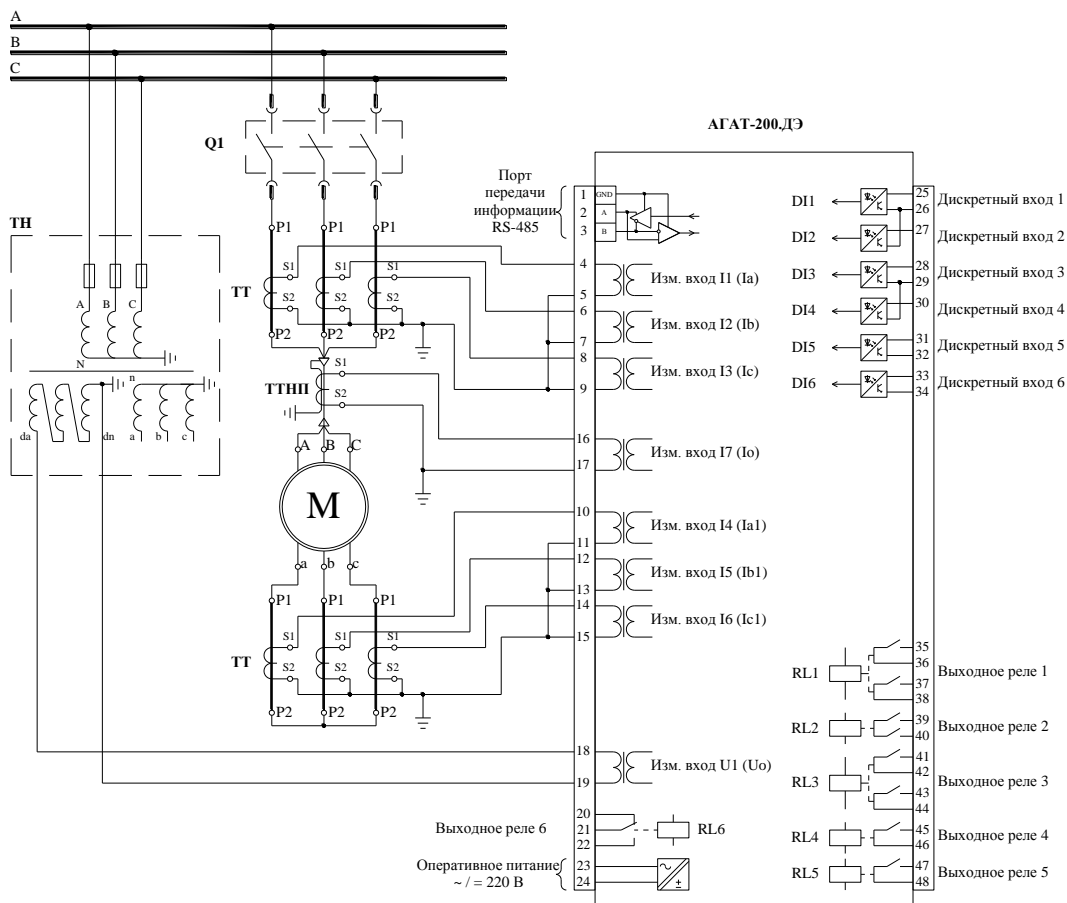 A
B
C
Q1
АГАТ-200.ДЭ
ТН
A
B
C
N
n
da
dn
a
b
c
P1
P1
P1
ТТ
S1
S1
S1
S2
S2
S2
P2
P2
P2
ТТНП
S1
S2
A
B
C
M
a
b
c
P1
P1
P1
ТТ
S1
S1
S1
S2
S2
S2
P2
P2
P2
Порт
передачи
информации
RS-485
1
GND
2
A
3
B
4
Изм. вход I1 (Ia)
5
6
Изм. вход I2 (Ib)
7
8
Изм. вход I3 (Ic)
9
16
Изм. вход I7 (Io)
17
10
Изм. вход I4 (Ia1)
11
12
Изм. вход I5 (Ib1)
13
14
Изм. вход I6 (Ic1)
15
18
Изм. вход U1 (Uo)
19
20
Выходное реле 6
21
RL6
22
Оперативное питание
~ / = 220 В
23
24
~
±
DI1
25
Дискретный вход 1
26
DI2
27
Дискретный вход 2
DI3
28
Дискретный вход 3
29
DI4
30
Дискретный вход 4
DI5
31
Дискретный вход 5
32
DI6
33
Дискретный вход 6
34
RL1
35
36
Выходное реле 1
37
38
RL2
39
Выходное реле 2
40
RL3
41
42
Выходное реле 3
43
44
RL4
45
Выходное реле 4
46
RL5
47
Выходное реле 5
48